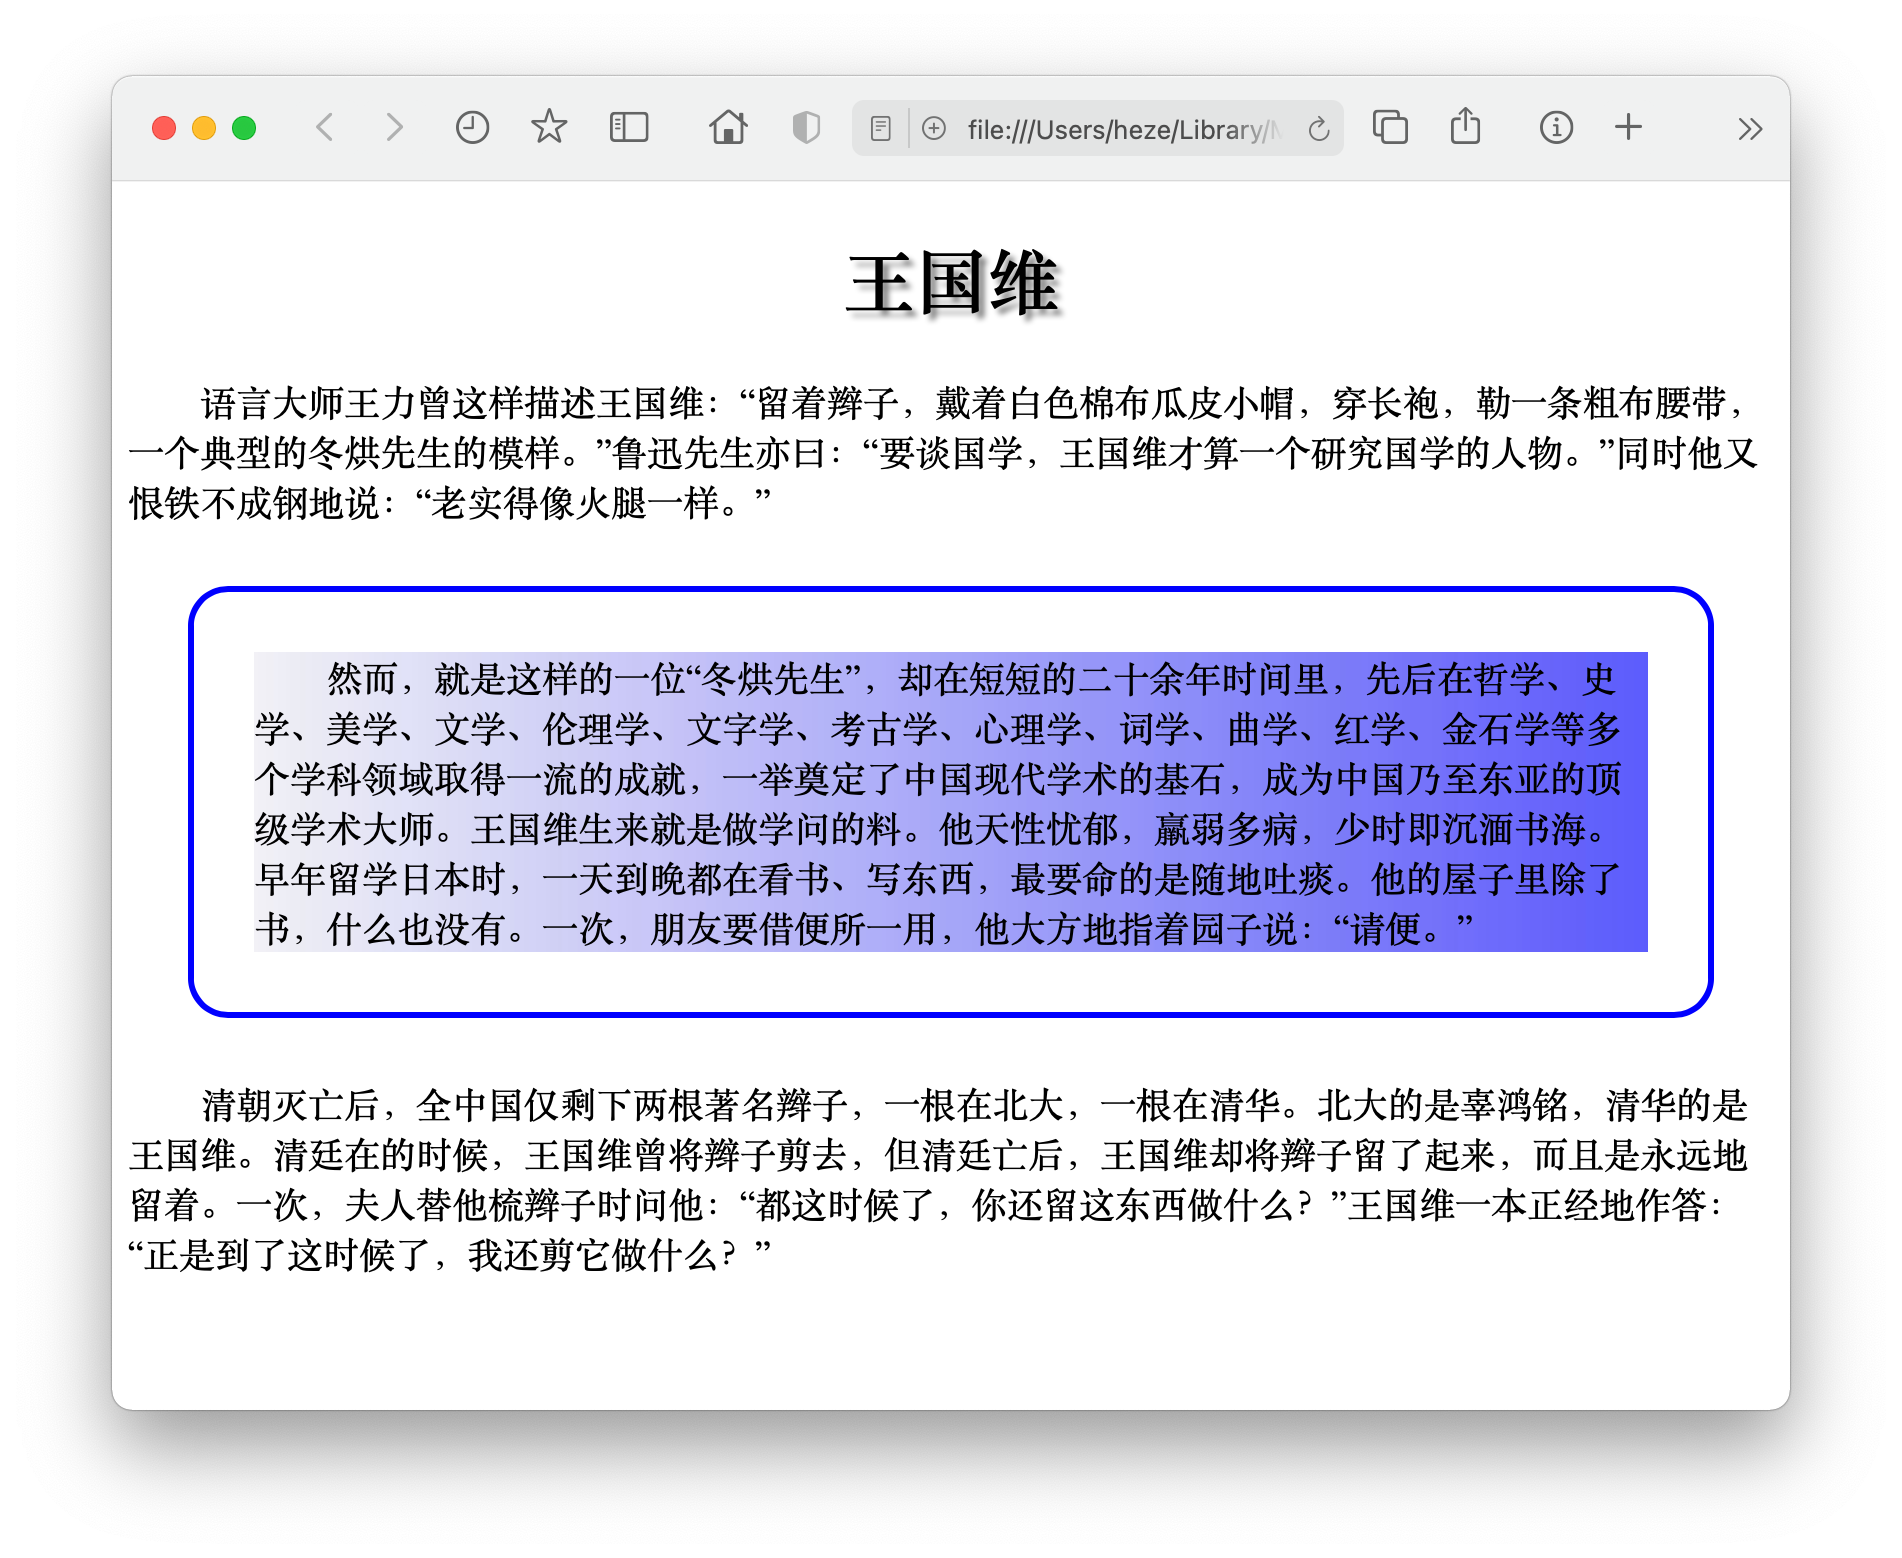 file:///Users/heze/Library/
王国维
语言大师王力曾这样描述王国维：“留着辫子，戴着白色棉布瓜皮小帽，穿长袍，勒一条粗布腰带，
一个典型的冬烘先生的模样。”鲁迅先生亦曰：“要谈国学，王国维才算一个研究国学的人物。”同时他又
恨铁不成钢地说：“老实得像火腿一样。”
然而，就是这样的一位“冬烘先生”，却在短短的二十余年时间里，先后在哲学、史
学、美学、文学、伦理学、文字学、考古学、心理学、词学、曲学、红学、金石学等多
个学科领域取得一流的成就，一举奠定了中国现代学术的基石，成为中国乃至东亚的顶
级学术大师。王国维生来就是做学问的料。他天性忧郁，羸弱多病，少时即沉湎书海。
早年留学日本时，一天到晚都在看书、写东西，最要命的是随地吐痰。他的屋子里除了
书，什么也没有。一次，朋友要借便所一用，他大方地指着园子说：“请便。”
清朝灭亡后，全中国仅剩下两根著名辫子，一根在北大，一根在清华。北大的是辜鸿铭，清华的是
王国维。清廷在的时候，王国维曾将辫子剪去，但清廷亡后，王国维却将辫子留了起来，而且是永远地
留着。一次，夫人替他梳辫子时问他：“都这时候了，你还留这东西做什么？”王国维一本正经地作答：
“正是到了这时候了，我还剪它做什么？”